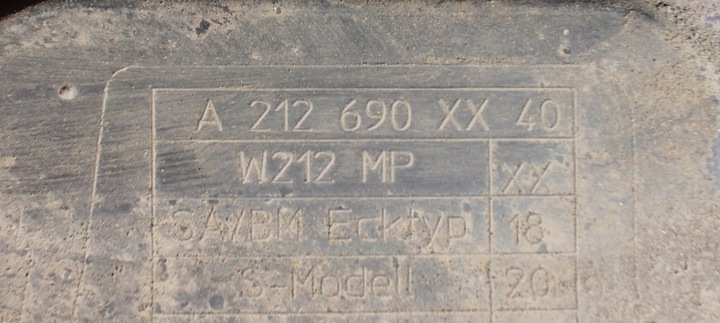 A 212 690 XX 40
W212 MP XX
SA/BM Ecktyp 18
S-Modell 20